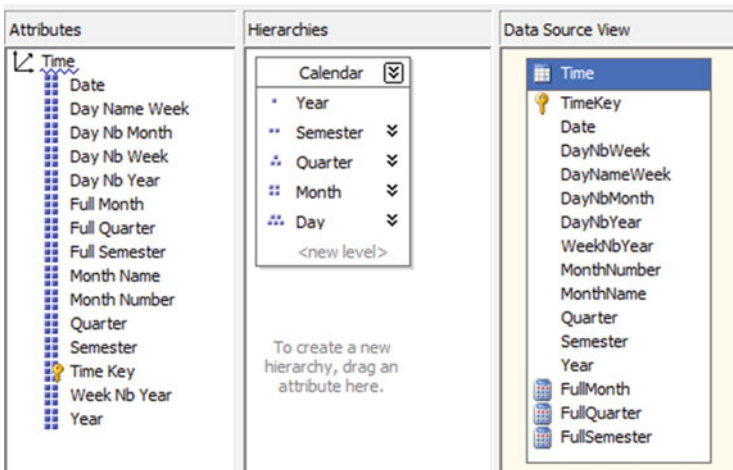 Attributes
Time
Date
Day Name Week
Day Nb Month
Day Nb Week
Day Nb Year
Full Month
Full Quarter
Full Semester
Month Name
Month Number
Quarter
Semester
Time Key
Week Nb Year
Year
Hierarchies
Calendar
Year
Semester
Quarter
Month
Day
<new level>
To create a new
hierarchy, drag an
attribute here.
Data Source View
Time
TimeKey
Date
DayNbWeek
DayNameWeek
DayNbMonth
DayNbYear
WeekNbYear
MonthNumber
MonthName
Quarter
Semester
Year
FullMonth
FullQuarter
FullSemester